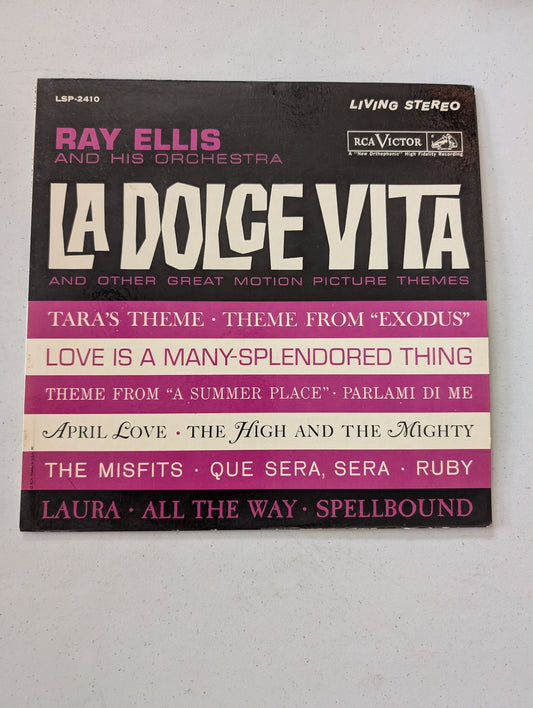 LSP-2410
LIVING STEREO
RAY ELLIS
AND HIS ORCHESTRA
RCA VICTOR
A "New Orthophonic" High Fidelity Recording
LA DOLCE VITA
AND OTHER GREAT MOTION PICTURE THEMES
TARA'S THEME · THEME FROM "EXODUS"
LOVE IS A MANY-SPLENDORED THING
THEME FROM "A SUMMER PLACE" · PARLAMI DI ME
APRIL LOVE · THE HIGH AND THE MIGHTY
THE MISFITS · QUE SERA, SERA · RUBY
LAURA · ALL THE WAY · SPELLBOUND